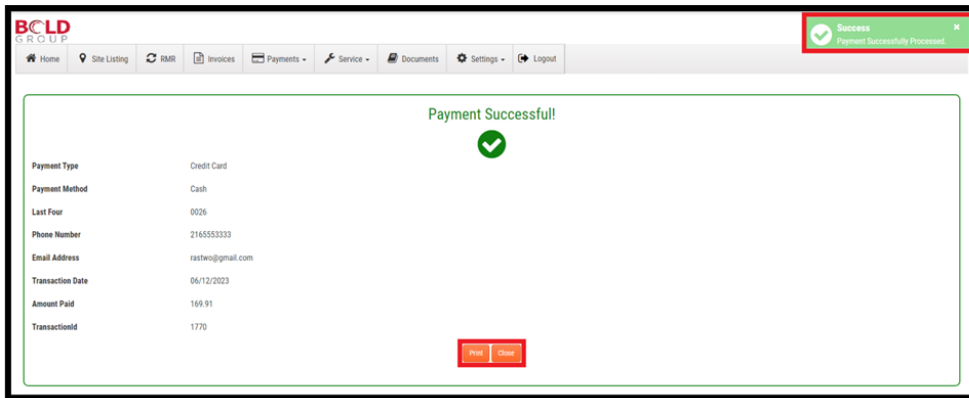 BOLD
GROUP
Success ×
Payment Successfully Processed.
Home Site Listing RMR Invoices Payments Service Documents Settings Logout
Payment Successful!
Payment Type Credit Card
Payment Method Cash
Last Four 0026
Phone Number 2165553333
Email Address rastwo@gmail.com
Transaction Date 06/12/2023
Amount Paid 169.91
TransactionId 1770
Print Close